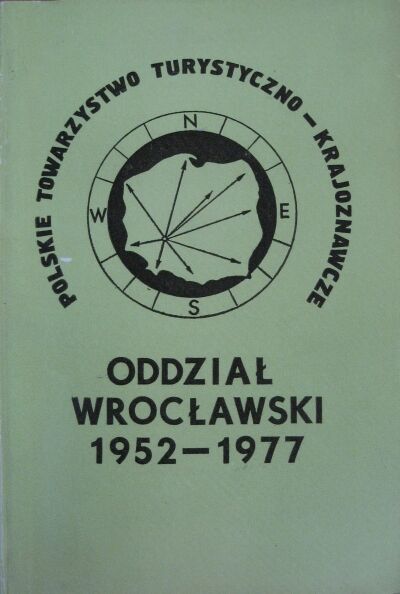 POLSKIE TOWARZYSTWO TURYSTYCZNO – KRAJOZNAWCZE
N
W E
S
ODDZIAŁ
WROCŁAWSKI
1952–1977